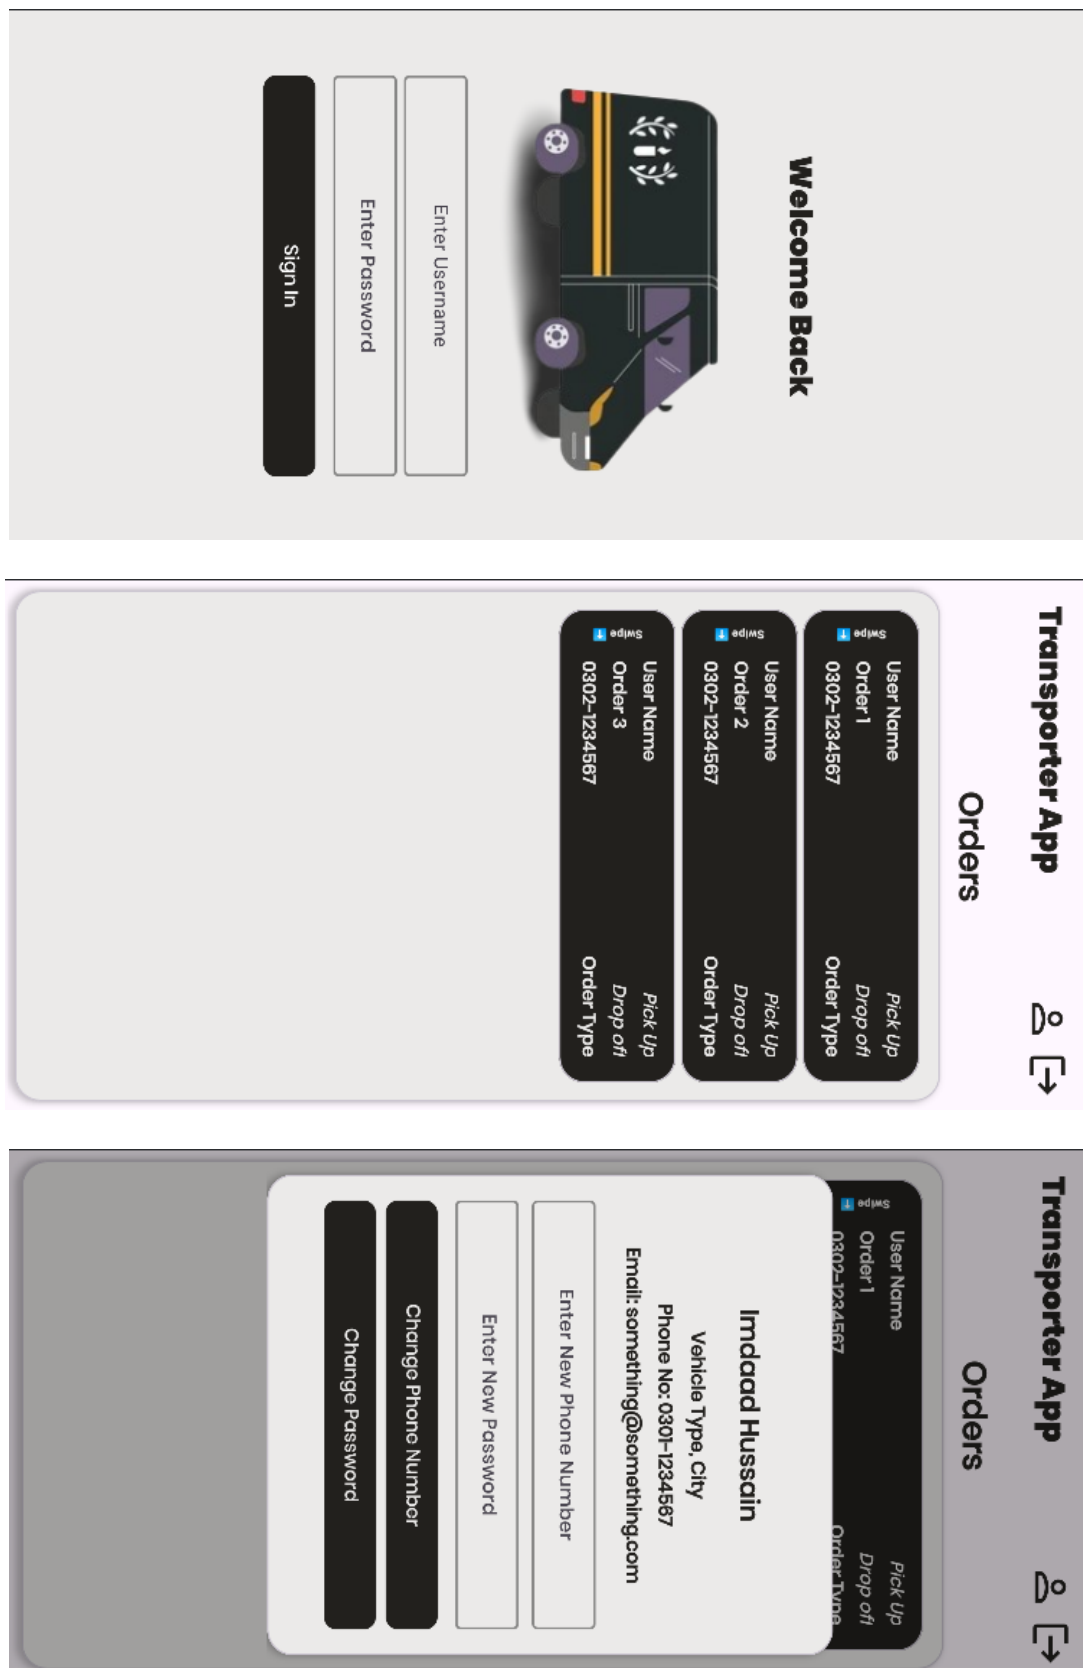 Welcome Back
Enter Username
Enter Password
Sign In
Transporter App
Orders
Swipe
User Name
Order 1
0302-1234567
Pick Up
Drop off
Order Type
Swipe
User Name
Order 2
0302-1234567
Pick Up
Drop off
Order Type
Swipe
User Name
Order 3
0302-1234567
Pick Up
Drop off
Order Type
Transporter App
Orders
Swipe
User Name
Order 1
0302-1234567
Pick Up
Drop off
Order Type
Imdaad Hussain
Vehicle Type, City
Phone No: 0301-1234567
Email: something@something.com
Enter New Phone Number
Enter New Password
Change Phone Number
Change Password